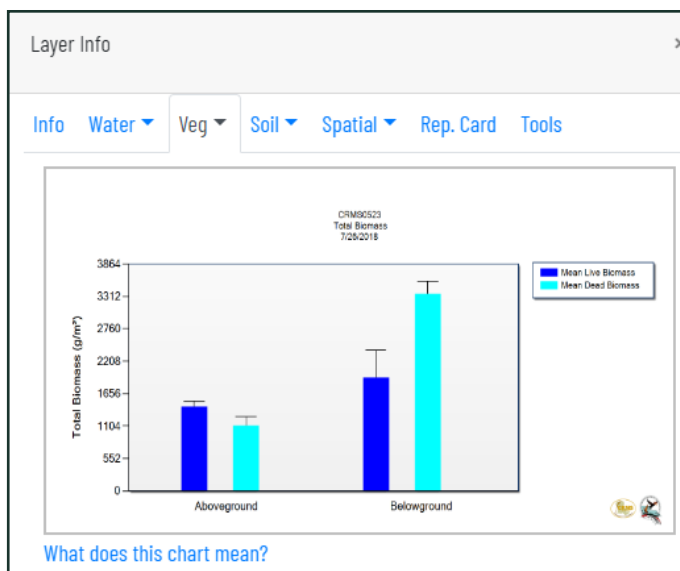 Layer Info
×
Info Water Veg Soil Spatial Rep. Card Tools
CRMS0523
Total Biomass
7/26/2018
Mean Live Biomass
Mean Dead Biomass
Total Biomass (g/m²)
3864
3312
2760
2208
1656
1104
552
0
Aboveground Belowground
What does this chart mean?